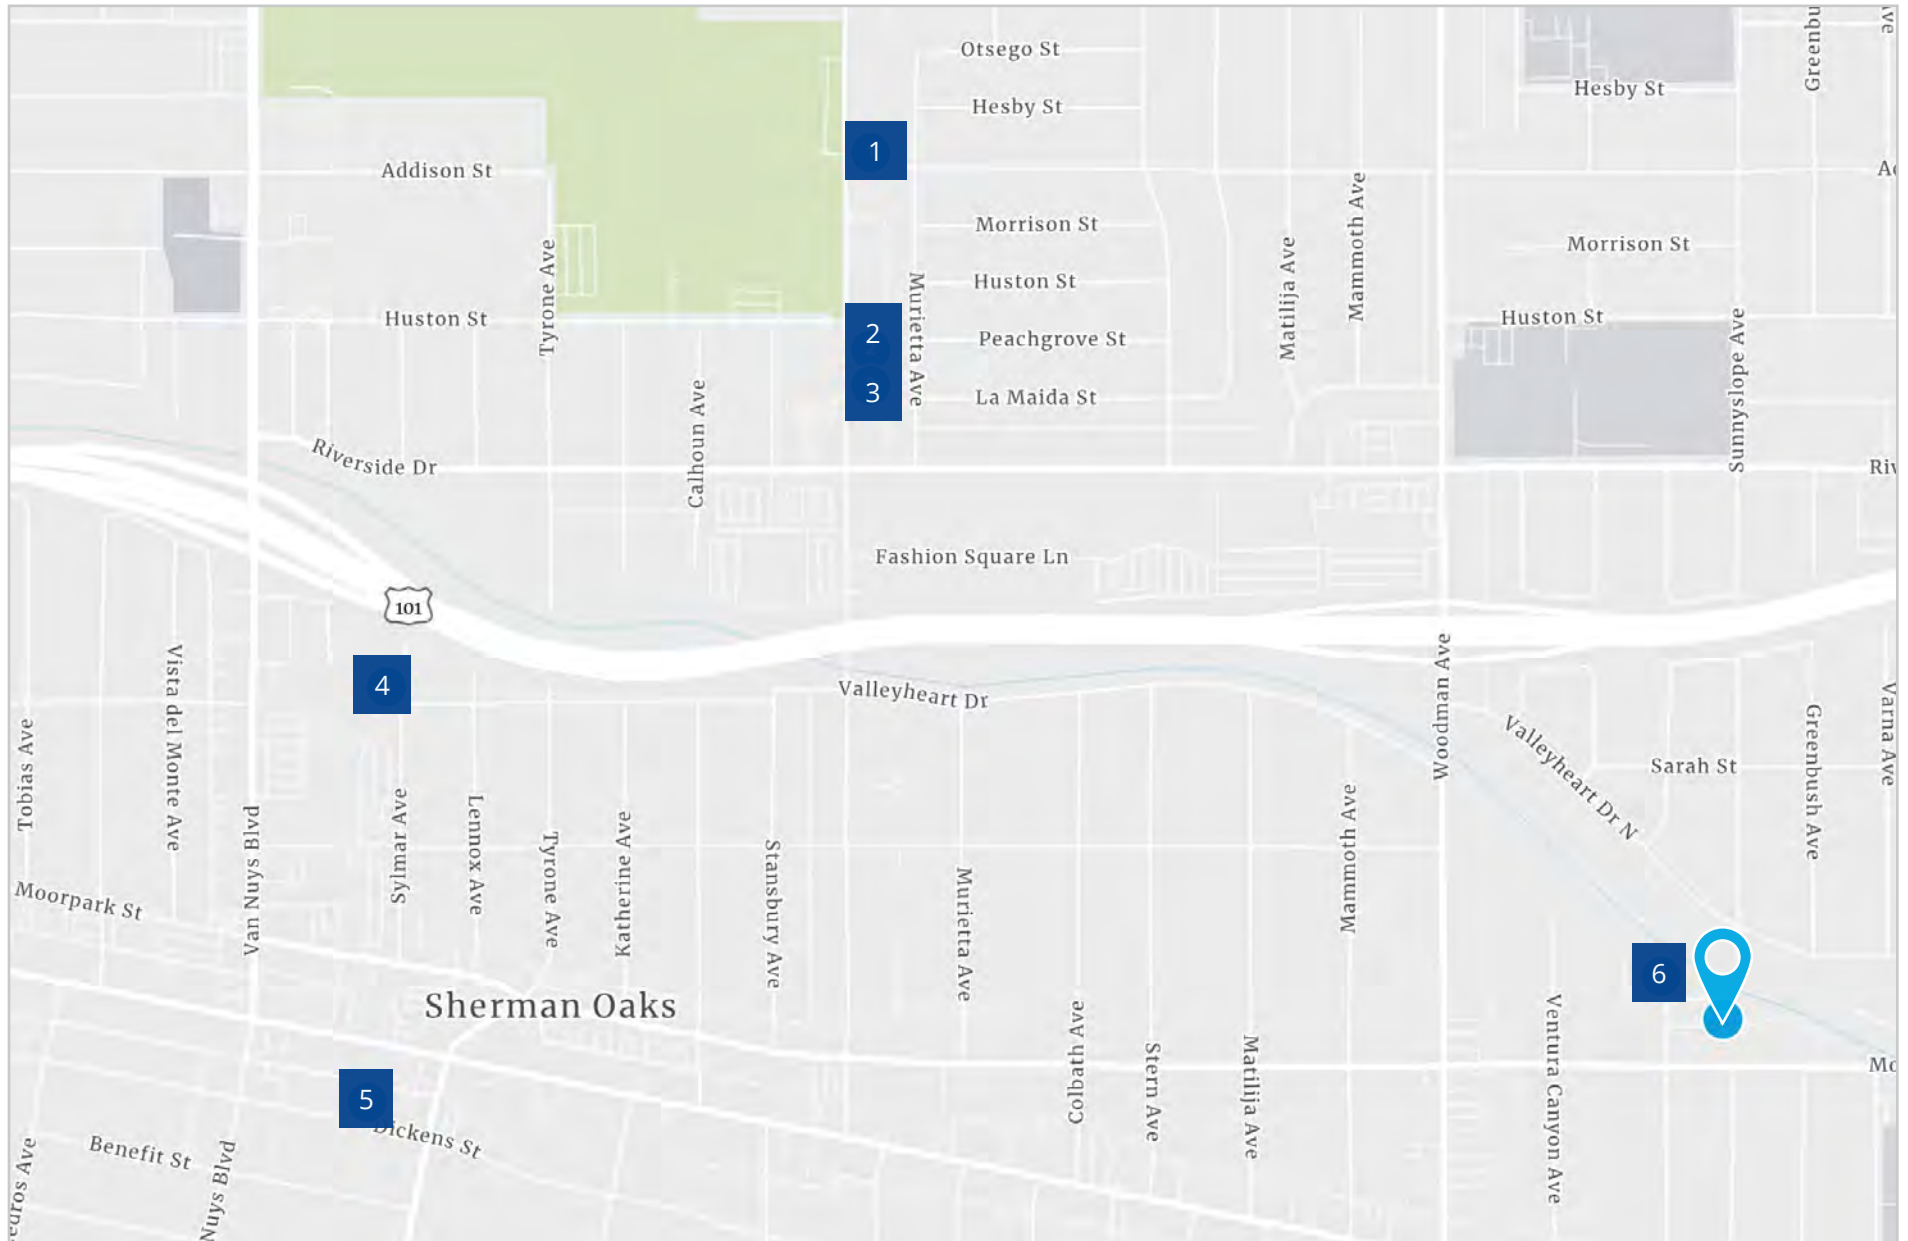 Otsego St
Hesby St
Hesby St
Greenbu
Ve
1
Addison St
Ad
Morrison St
Morrison St
Tyrone Ave
Matilija Ave
Mammoth Ave
Huston St
Murietta Ave
Huston St
Huston St
2
Peachgrove St
Sunnyslope Ave
3
La Maida St
Calhoun Ave
Riverside Dr
Riv
Fashion Square Ln
101
4
Valleyheart Dr
Woodman Ave
Valleyheart Dr N
Sarah St
Greenbush Ave
Varna Ave
Tobias Ave
Vista del Monte Ave
Van Nuys Blvd
Sylmar Ave
Lennox Ave
Tyrone Ave
Katherine Ave
Stansbury Ave
Murietta Ave
Mammoth Ave
Moorpark St
6
Sherman Oaks
Colbath Ave
Stern Ave
Matilija Ave
Ventura Canyon Ave
Mo
5
Dickens St
Benefit St
Nuys Blvd